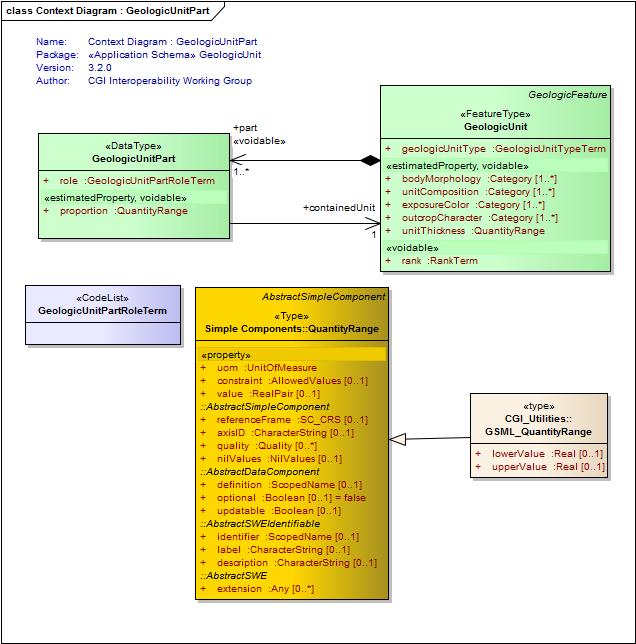 class Context Diagram : GeologicUnitPart
Name: Context Diagram : GeologicUnitPart
Package: «Application Schema» GeologicUnit
Version: 3.2.0
Author: CGI Interoperability Working Group
GeologicFeature
«FeatureType»
GeologicUnit
+ geologicUnitType :GeologicUnitTypeTerm
«estimatedProperty, voidable»
+ bodyMorphology :Category [1..*]
+ unitComposition :Category [1..*]
+ exposureColor :Category [1..*]
+ outcropCharacter :Category [1..*]
+ unitThickness :QuantityRange
«voidable»
+ rank :RankTerm
+part
«voidable»
1..*
+containedUnit
1
«DataType»
GeologicUnitPart
+ role :GeologicUnitPartRoleTerm
«estimatedProperty, voidable»
+ proportion :QuantityRange
«CodeList»
GeologicUnitPartRoleTerm
AbstractSimpleComponent
«Type»
Simple Components::QuantityRange
«property»
+ uom :UnitOfMeasure
+ constraint :AllowedValues [0..1]
+ value :RealPair [0..1]
::AbstractSimpleComponent
+ referenceFrame :SC_CRS [0..1]
+ axisID :CharacterString [0..1]
+ quality :Quality [0..*]
+ nilValues :NilValues [0..1]
::AbstractDataComponent
+ definition :ScopedName [0..1]
+ optional :Boolean [0..1] = false
+ updatable :Boolean [0..1]
::AbstractSWEIdentifiable
+ identifier :ScopedName [0..1]
+ label :CharacterString [0..1]
+ description :CharacterString [0..1]
::AbstractSWE
+ extension :Any [0..*]
«type»
CGI_Utilities::
GSML_QuantityRange
+ lowerValue :Real [0..1]
+ upperValue :Real [0..1]